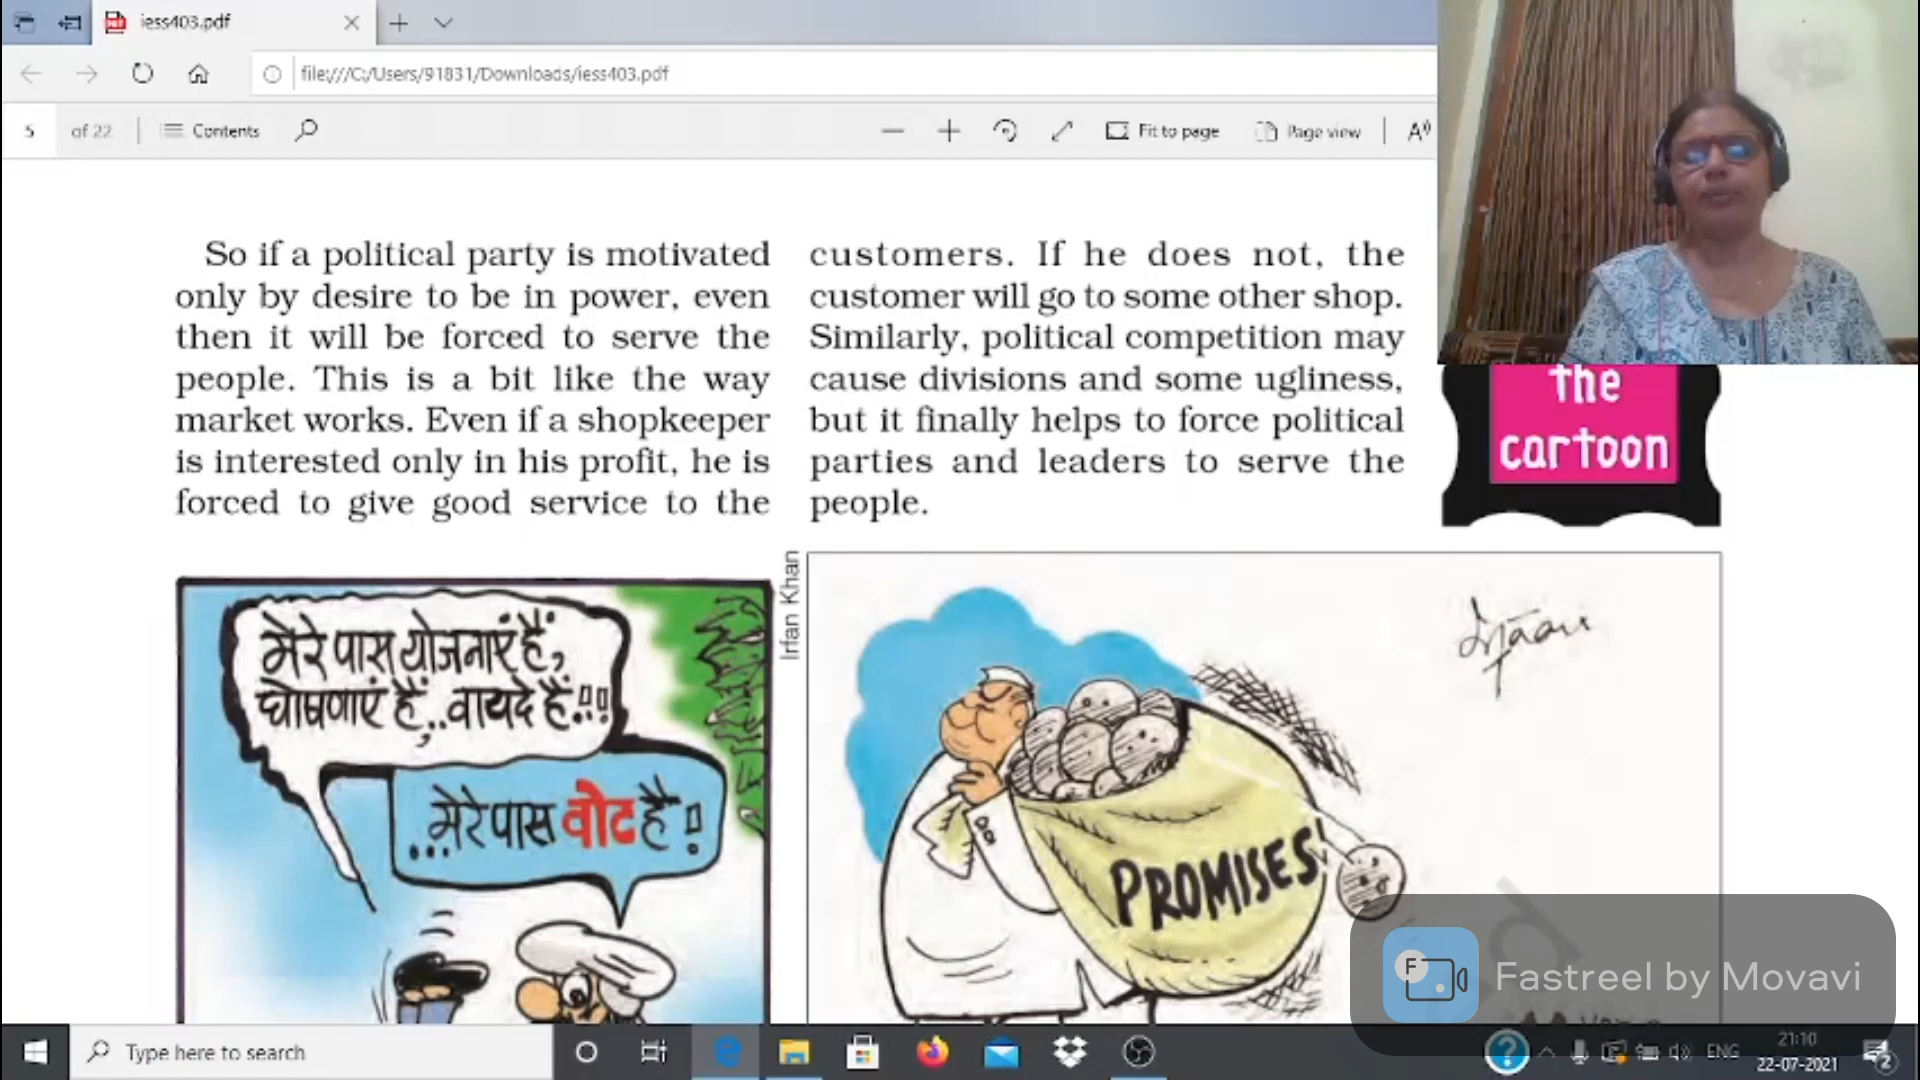 iess403.pdf
file:///C:/Users/91831/Downloads/iess403.pdf
5 of 22 Contents Fit to page Page view
So if a political party is motivated
only by desire to be in power, even
then it will be forced to serve the
people. This is a bit like the way
market works. Even if a shopkeeper
is interested only in his profit, he is
forced to give good service to the
customers. If he does not, the
customer will go to some other shop.
Similarly, political competition may
cause divisions and some ugliness,
but it finally helps to force political
parties and leaders to serve the
people.
the
cartoon
मेरे पास योजनाएं हैं,
घोषणाएं हैं,..वायदे हैं..!!
...मेरे पास वोट है!
Irfan Khan
PROMISES!
Fastreel by Movavi
Type here to search
ENG
21:10
22-07-2021
2